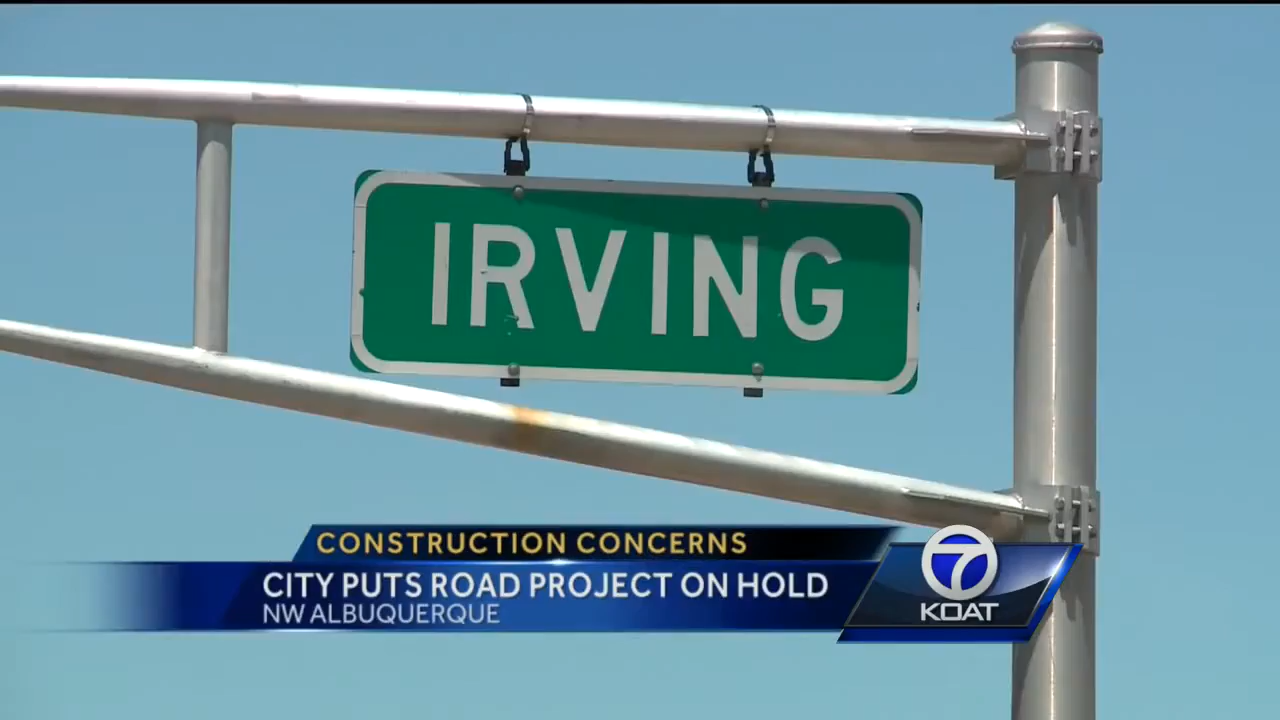 IRVING
CONSTRUCTION CONCERNS
CITY PUTS ROAD PROJECT ON HOLD
NW ALBUQUERQUE
7
KOAT